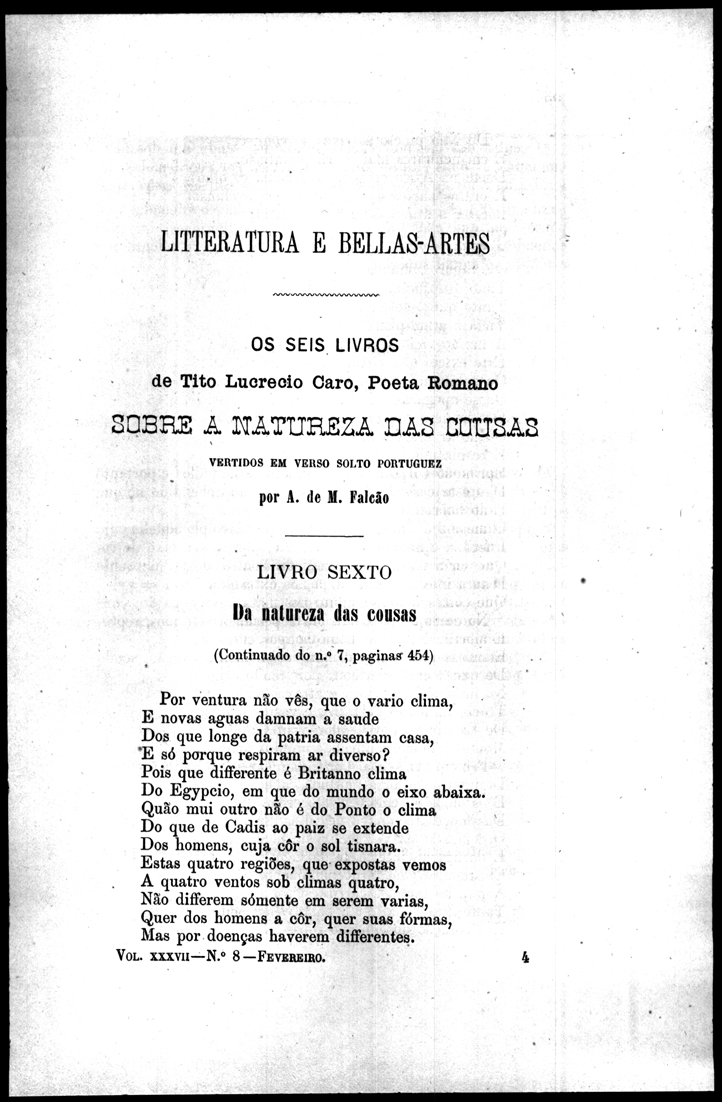 LITTERATURA E BELLAS-ARTES
OS SEIS LIVROS
de Tito Lucrecio Caro, Poeta Romano
SOBRE A NATUREZA DAS COUSAS
VERTIDOS EM VERSO SOLTO PORTUGUEZ
por A. de M. Falcão
LIVRO SEXTO
Da natureza das cousas
(Continuado do n.º 7, paginas 454)
Por ventura não vês, que o vario clima,
E novas aguas damnam a saude
Dos que longe da patria assentam casa,
E só porque respiram ar diverso?
Pois que differente é Britanno clima
Do Egypcio, em que do mundo o eixo abaixa.
Quão mui outro não é do Ponto o clima
Do que de Cadis ao paiz se extende
Dos homens, cuja côr o sol tisnara.
Estas quatro regiões, que expostas vemos
A quatro ventos sob climas quatro,
Não differem sómente em serem varias,
Quer dos homens a côr, quer suas fórmas,
Mas por doenças haverem differentes.
VOL. XXXVII—N.º 8—FEVEREIRO. 4